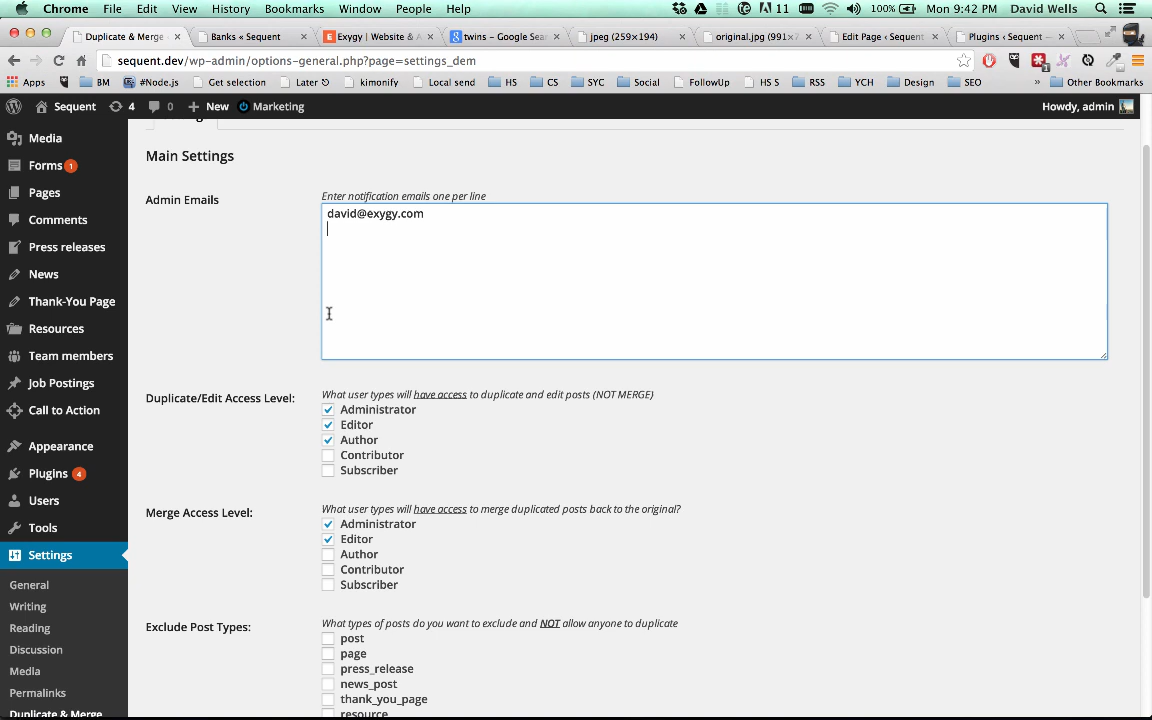 Chrome File Edit View History Bookmarks Window People Help 11 100% Mon 9:42 PM David Wells
Duplicate & Merge Banks « Sequent Exygy | Website & A twins - Google Sear jpeg (259×194) original.jpg (991×7 Edit Page ‹ Sequent Plugins ‹ Sequent —
sequent.dev/wp-admin/options-general.php?page=settings_dem
Apps BM #Node.js Get selection Later kimonify Local send HS CS SYC Social FollowUp HS S RSS YCH Design SEO » Other Bookmarks
Sequent 4 0 New Marketing Howdy, admin
Media
Forms 1
Pages
Comments
Press releases
News
Thank-You Page
Resources
Team members
Job Postings
Call to Action
Appearance
Plugins 4
Users
Tools
Settings
General
Writing
Reading
Discussion
Media
Permalinks
Duplicate & Merge
Main Settings
Admin Emails
Enter notification emails one per line
david@exygy.com
Duplicate/Edit Access Level:
What user types will have access to duplicate and edit posts (NOT MERGE)
Administrator
Editor
Author
Contributor
Subscriber
Merge Access Level:
What user types will have access to merge duplicated posts back to the original?
Administrator
Editor
Author
Contributor
Subscriber
Exclude Post Types:
What types of posts do you want to exclude and NOT allow anyone to duplicate
post
page
press_release
news_post
thank_you_page
resource